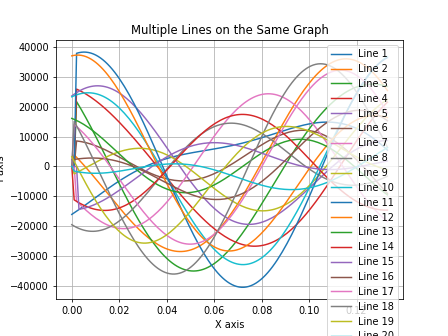 Multiple Lines on the Same Graph
40000
30000
20000
10000
0
-10000
-20000
-30000
-40000
0.00
0.02
0.04
0.06
0.08
0.10
X axis
Line 1
Line 2
Line 3
Line 4
Line 5
Line 6
Line 7
Line 8
Line 9
Line 10
Line 11
Line 12
Line 13
Line 14
Line 15
Line 16
Line 17
Line 18
Line 19
Line 20